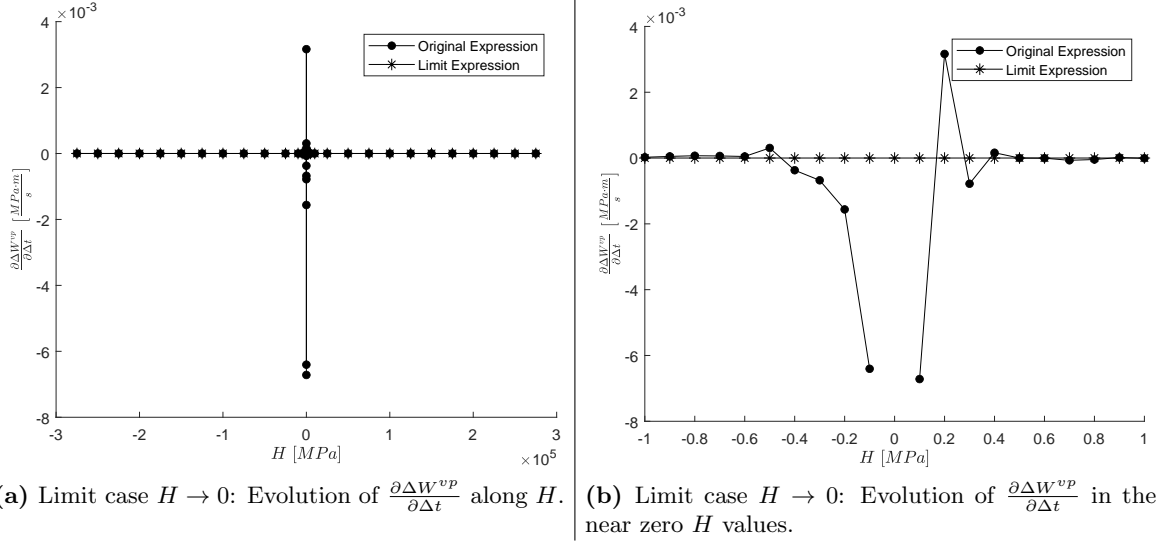 ×10⁻³
4
2
0
-2
-4
-6
-8
∂ΔW^{vp}/∂Δt [MPa·m/s]
Original Expression
Limit Expression
-3 -2 -1 0 1 2 3
H [MPa]
×10⁵
(a) Limit case H → 0: Evolution of ∂ΔW^{vp}/∂Δt along H.
×10⁻³
4
2
0
-2
-4
-6
-8
∂ΔW^{vp}/∂Δt [MPa·m/s]
Original Expression
Limit Expression
-1 -0.8 -0.6 -0.4 -0.2 0 0.2 0.4 0.6 0.8 1
H [MPa]
(b) Limit case H → 0: Evolution of ∂ΔW^{vp}/∂Δt in the
near zero H values.